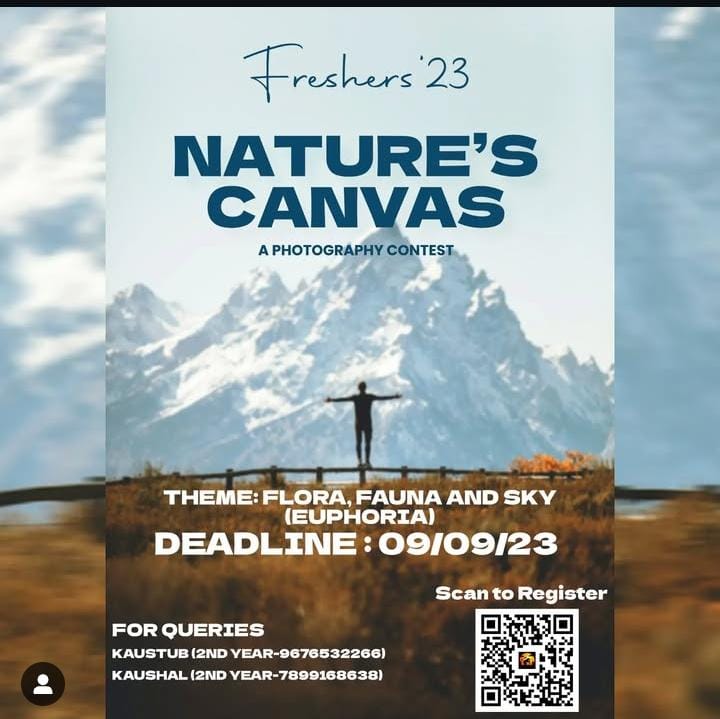 Freshers'23
NATURE'S
CANVAS
A PHOTOGRAPHY CONTEST
THEME: FLORA, FAUNA AND SKY
(EUPHORIA)
DEADLINE : 09/09/23
Scan to Register
FOR QUERIES
KAUSTUB (2ND YEAR-9676532266)
KAUSHAL (2ND YEAR-7899168638)